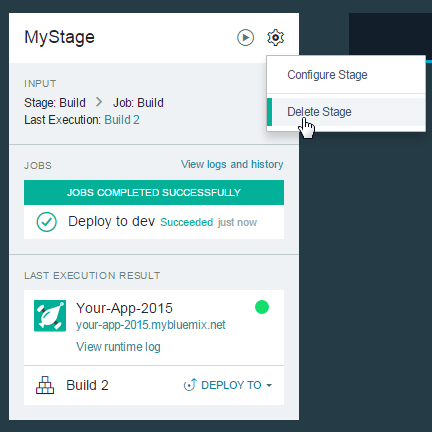 MyStage
Configure Stage
Delete Stage
INPUT
Stage: Build > Job: Build
Last Execution: Build 2
JOBS View logs and history
JOBS COMPLETED SUCCESSFULLY
Deploy to dev Succeeded just now
LAST EXECUTION RESULT
Your-App-2015
your-app-2015.mybluemix.net
View runtime log
Build 2 DEPLOY TO